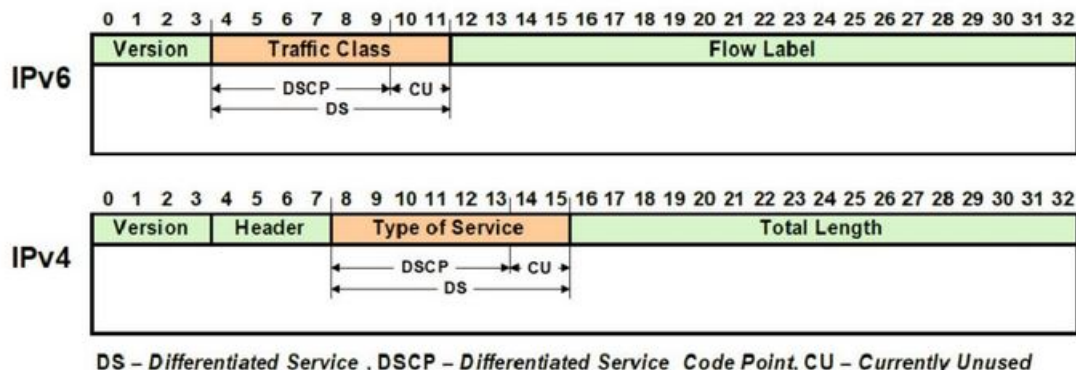 0 1 2 3 4 5 6 7 8 9 10 11 12 13 14 15 16 17 18 19 20 21 22 23 24 25 26 27 28 29 30 31 32
Version Traffic Class Flow Label
IPv6
DSCP CU
DS
0 1 2 3 4 5 6 7 8 9 10 11 12 13 14 15 16 17 18 19 20 21 22 23 24 25 26 27 28 29 30 31 32
Version Header Type of Service Total Length
IPv4
DSCP CU
DS
DS – Differentiated Service , DSCP – Differentiated Service Code Point, CU – Currently Unused